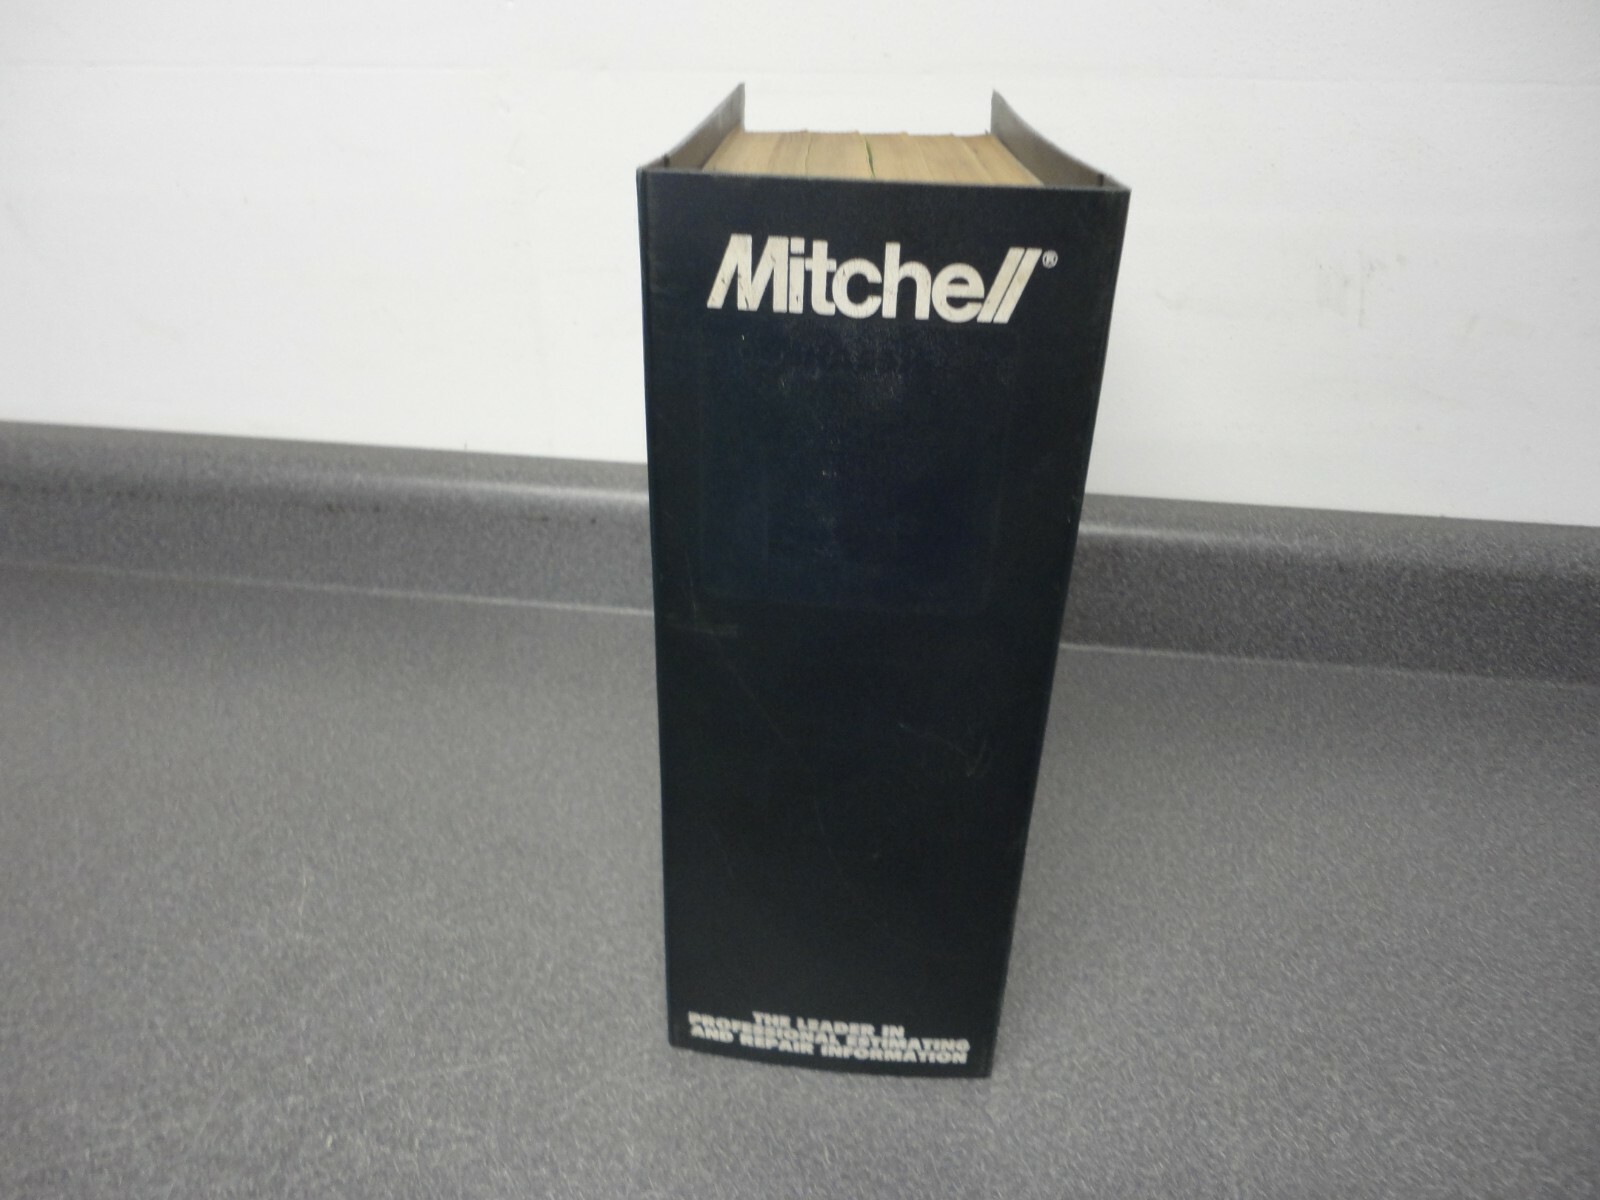 Mitchell®
THE LEADER IN
PROFESSIONAL ESTIMATING
AND REPAIR INFORMATION